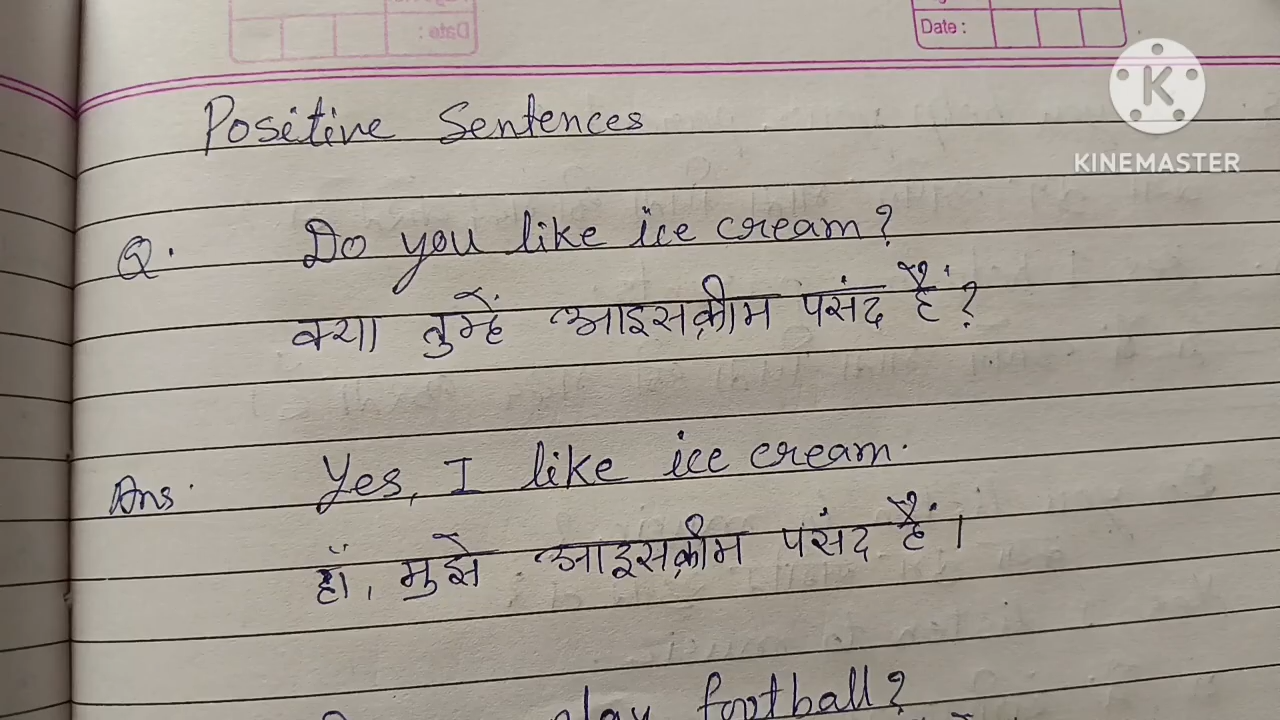 Date :
Date :
K
KINEMASTER
Positive Sentences
Q. Do you like ice cream?
क्या तुम्हें आइसक्रीम पसंद हैं?
Ans. Yes, I like ice cream.
हाँ, मुझे आइसक्रीम पसंद हैं।
play football?